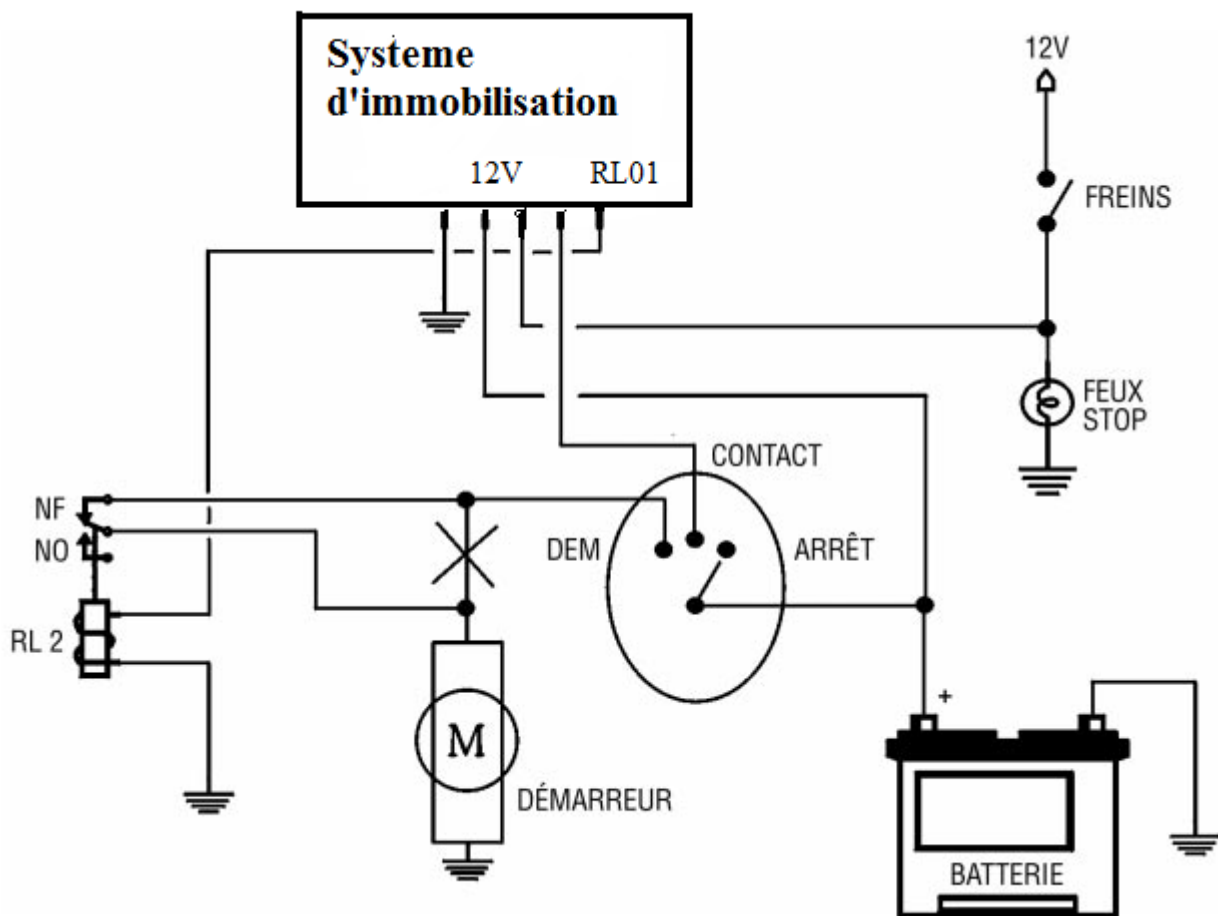 Systeme
d'immobilisation
12V
RL01
12V
FREINS
FEUX
STOP
CONTACT
NF
NO
DEM
ARRÊT
RL 2
+
M
DÉMARREUR
BATTERIE